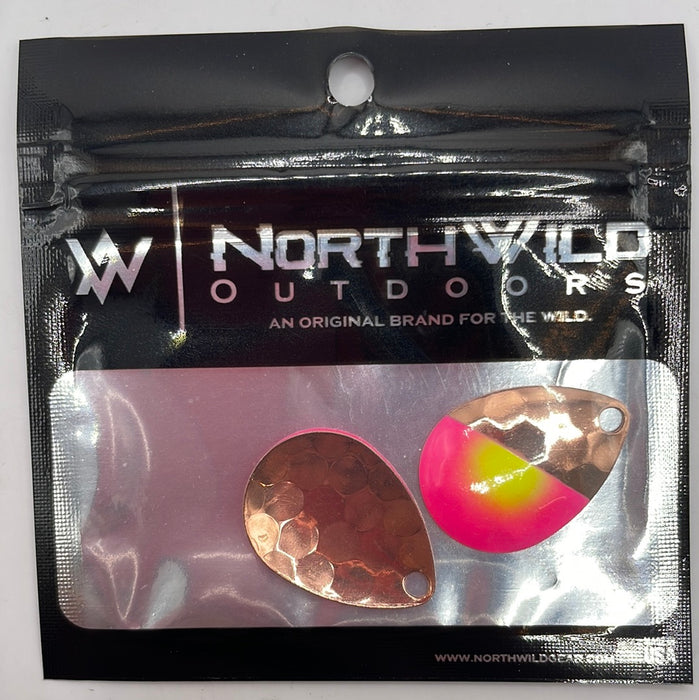 NORTHWILD
OUTDOORS
AN ORIGINAL BRAND FOR THE WILD.
WWW.NORTHWILDGEAR.COM